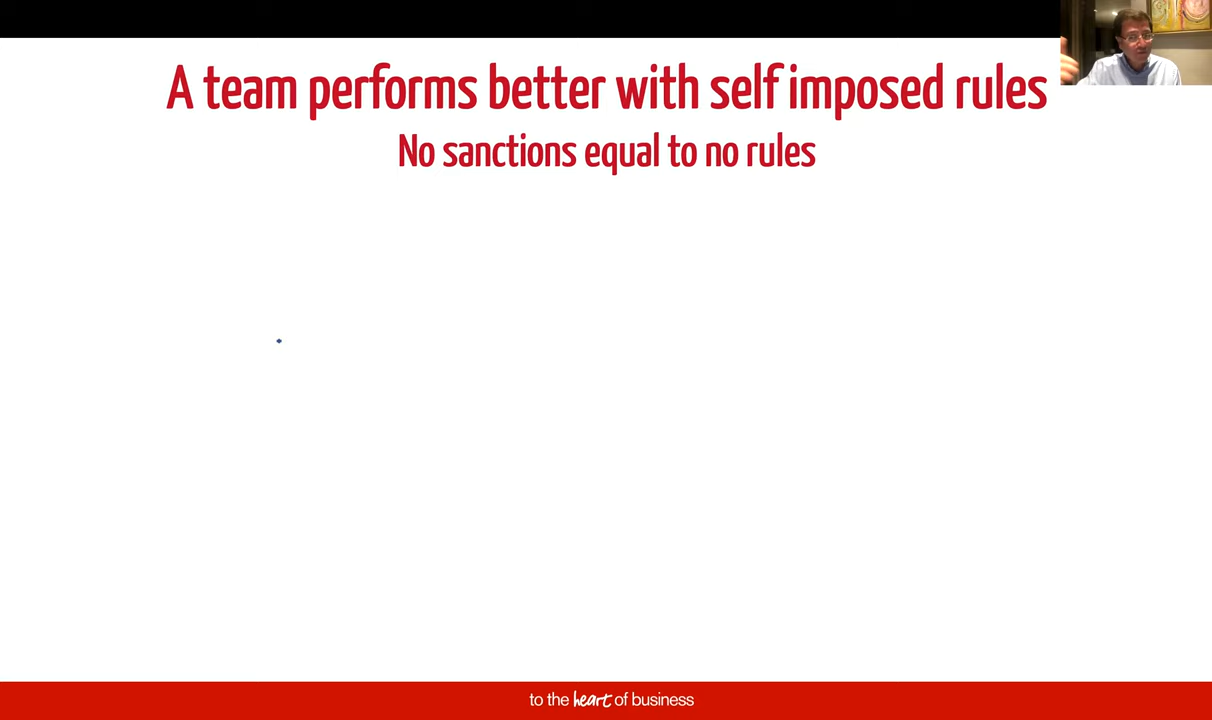 A team performs better with self imposed rules
No sanctions equal to no rules
to the heart of business